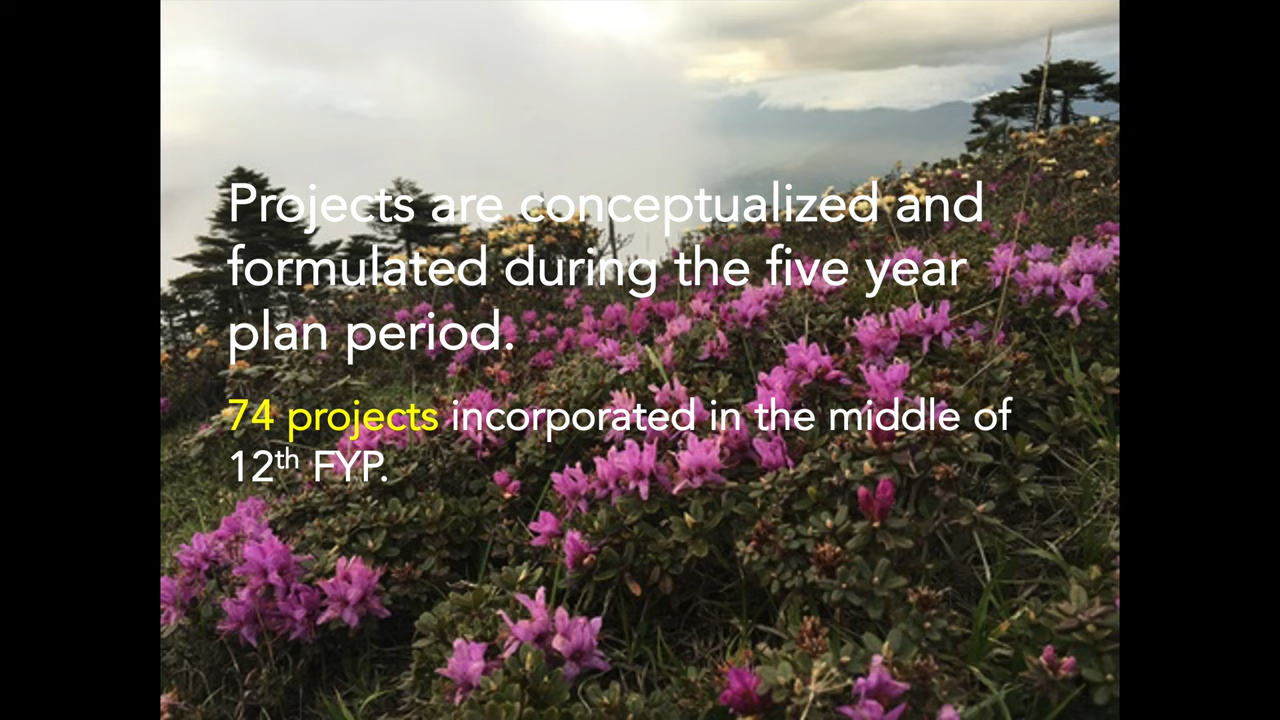 Projects are conceptualized and
formulated during the five year
plan period.
74 projects incorporated in the middle of
12th FYP.